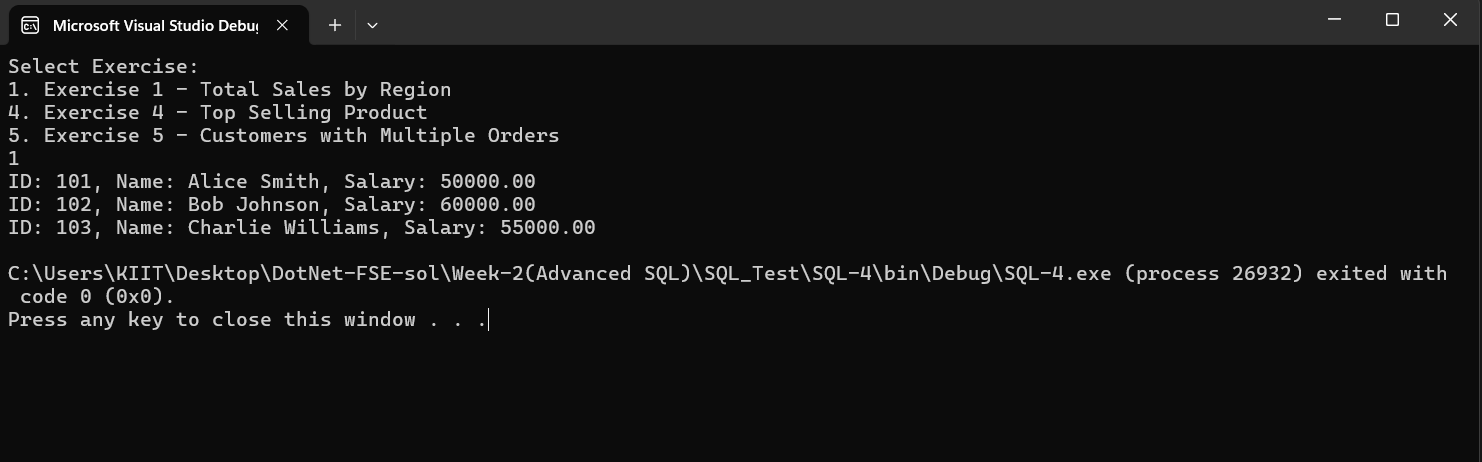 Microsoft Visual Studio Debu
Select Exercise:
1. Exercise 1 - Total Sales by Region
4. Exercise 4 - Top Selling Product
5. Exercise 5 - Customers with Multiple Orders
1
ID: 101, Name: Alice Smith, Salary: 50000.00
ID: 102, Name: Bob Johnson, Salary: 60000.00
ID: 103, Name: Charlie Williams, Salary: 55000.00
C:\Users\KIIT\Desktop\DotNet-FSE-sol\Week-2(Advanced SQL)\SQL_Test\SQL-4\bin\Debug\SQL-4.exe (process 26932) exited with
code 0 (0x0).
Press any key to close this window . . .